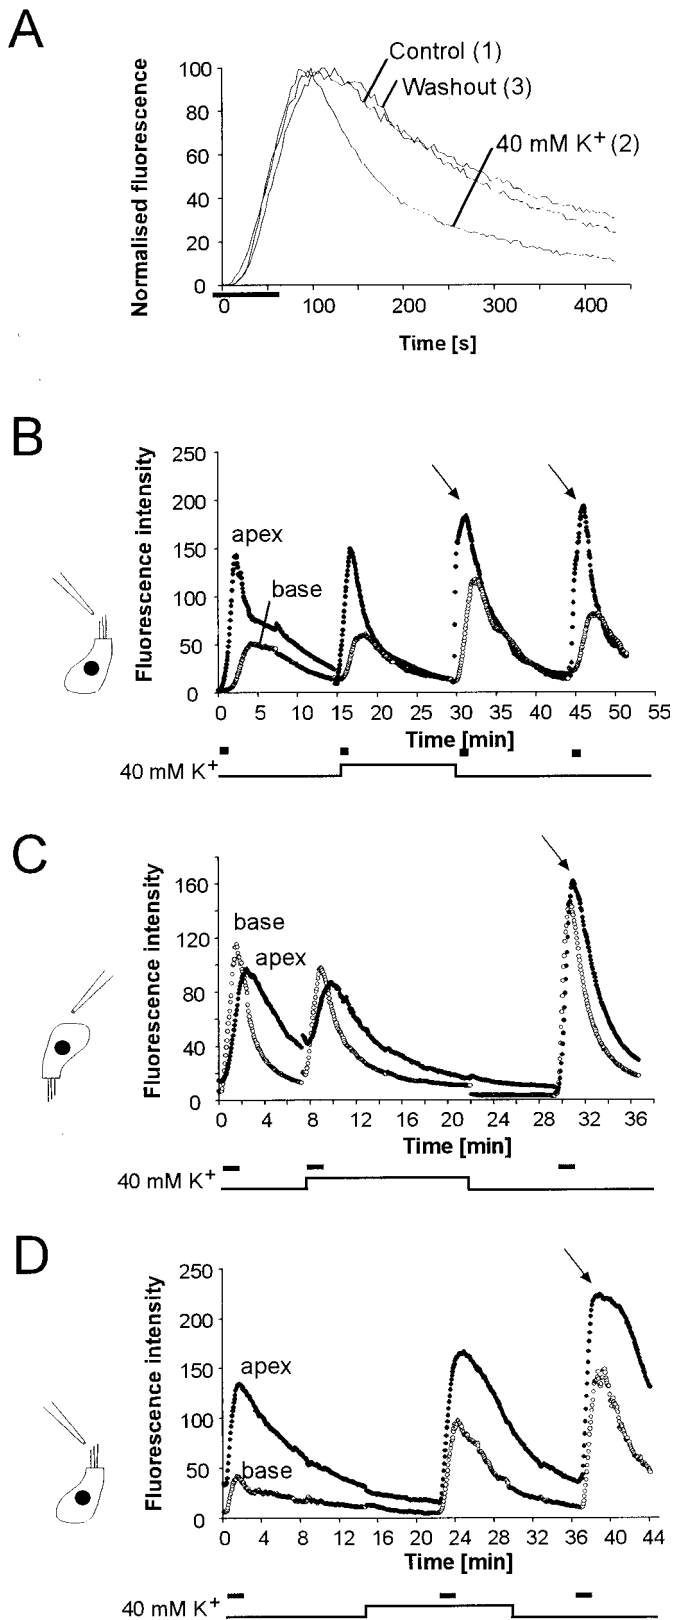 A
Normalised fluorescence
100
80
60
40
20
0
Control (1)
Washout (3)
40 mM K+ (2)
0 100 200 300 400
Time [s]
B
Fluorescence intensity
250
200
150
100
50
0
apex
base
0 5 10 15 20 25 30 35 40 45 50 55
Time [min]
40 mM K+
C
Fluorescence intensity
160
120
80
40
0
base
apex
0 4 8 12 16 20 24 28 32 36
Time [min]
40 mM K+
D
Fluorescence intensity
250
200
150
100
50
0
apex
base
0 4 8 12 16 20 24 28 32 36 40 44
Time [min]
40 mM K+